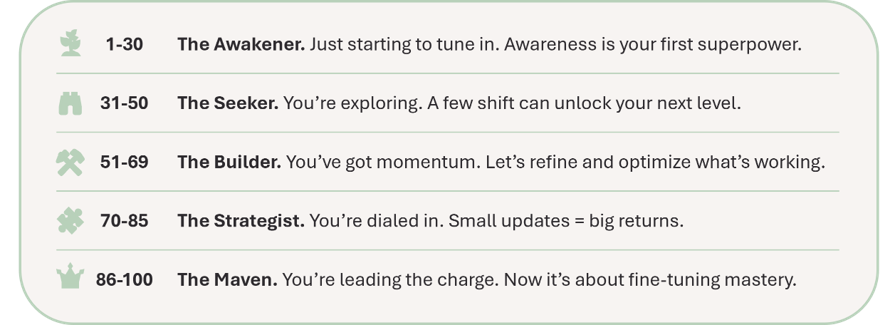 1-30 The Awakener. Just starting to tune in. Awareness is your first superpower.
31-50 The Seeker. You’re exploring. A few shift can unlock your next level.
51-69 The Builder. You’ve got momentum. Let’s refine and optimize what’s working.
70-85 The Strategist. You’re dialed in. Small updates = big returns.
86-100 The Maven. You’re leading the charge. Now it’s about fine-tuning mastery.